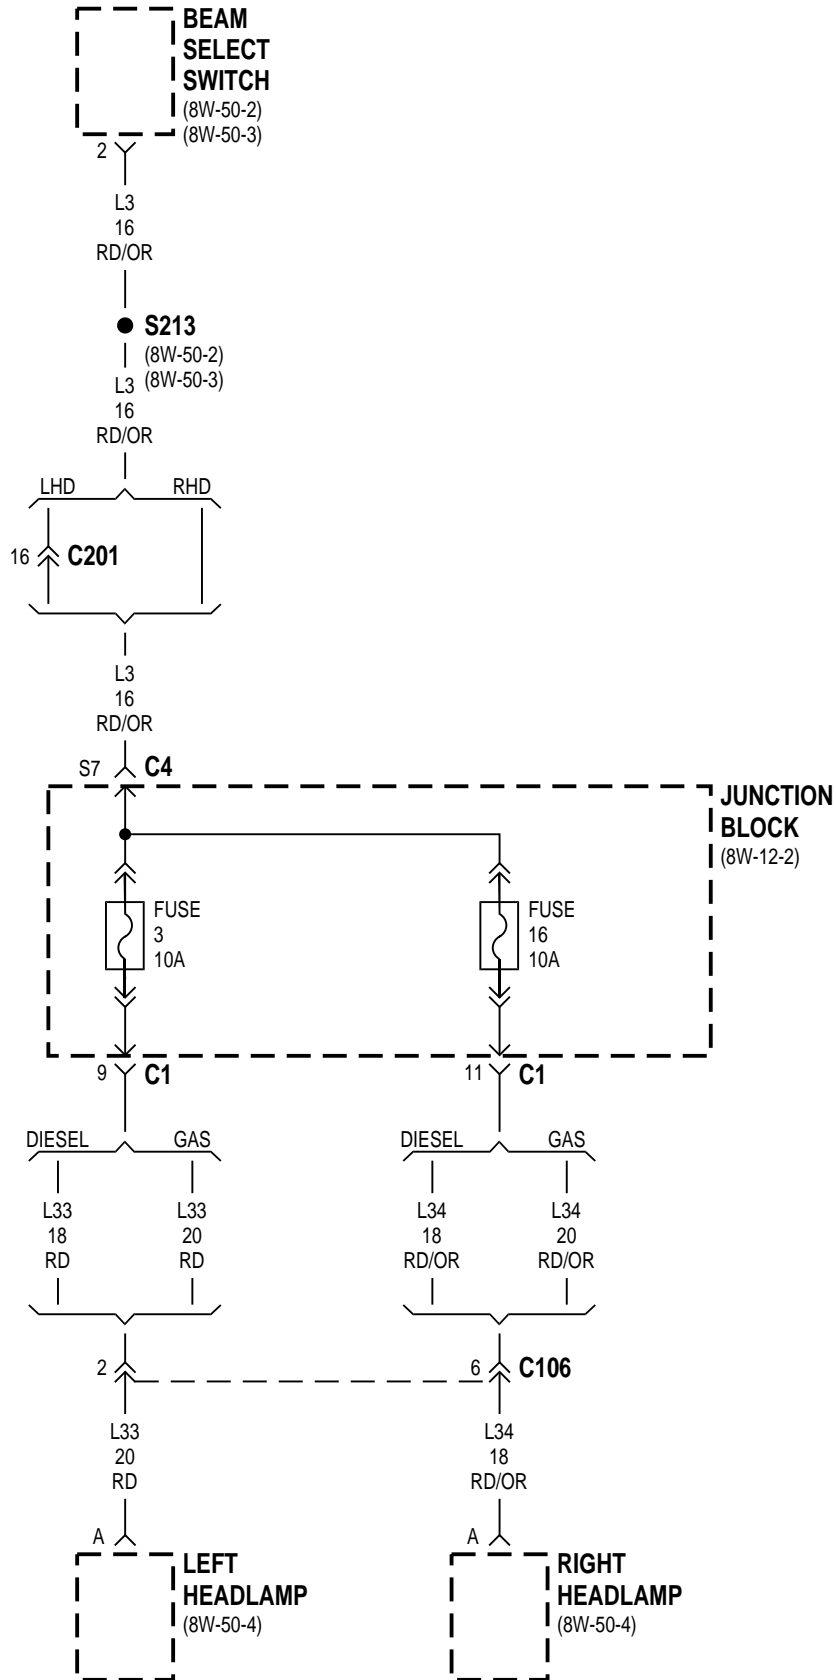 BEAM
SELECT
SWITCH
(8W-50-2)
(8W-50-3)
2
L3
16
RD/OR
S213
(8W-50-2)
(8W-50-3)
L3
16
RD/OR
LHD RHD
16 C201
L3
16
RD/OR
S7 C4
JUNCTION
BLOCK
(8W-12-2)
FUSE
3
10A
FUSE
16
10A
9 C1
11 C1
DIESEL GAS
DIESEL GAS
L33
18
RD
L33
20
RD
L34
18
RD/OR
L34
20
RD/OR
2
6 C106
L33
20
RD
L34
18
RD/OR
A
A
LEFT
HEADLAMP
(8W-50-4)
RIGHT
HEADLAMP
(8W-50-4)